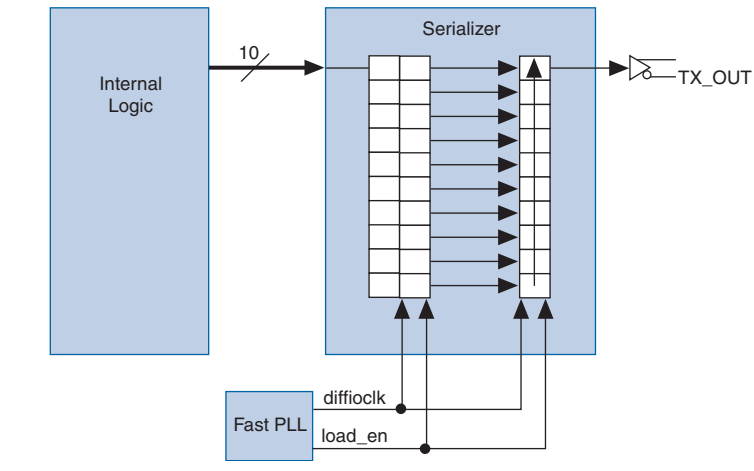 Serializer
10
Internal
Logic
TX_OUT
diffioclk
Fast PLL
load_en